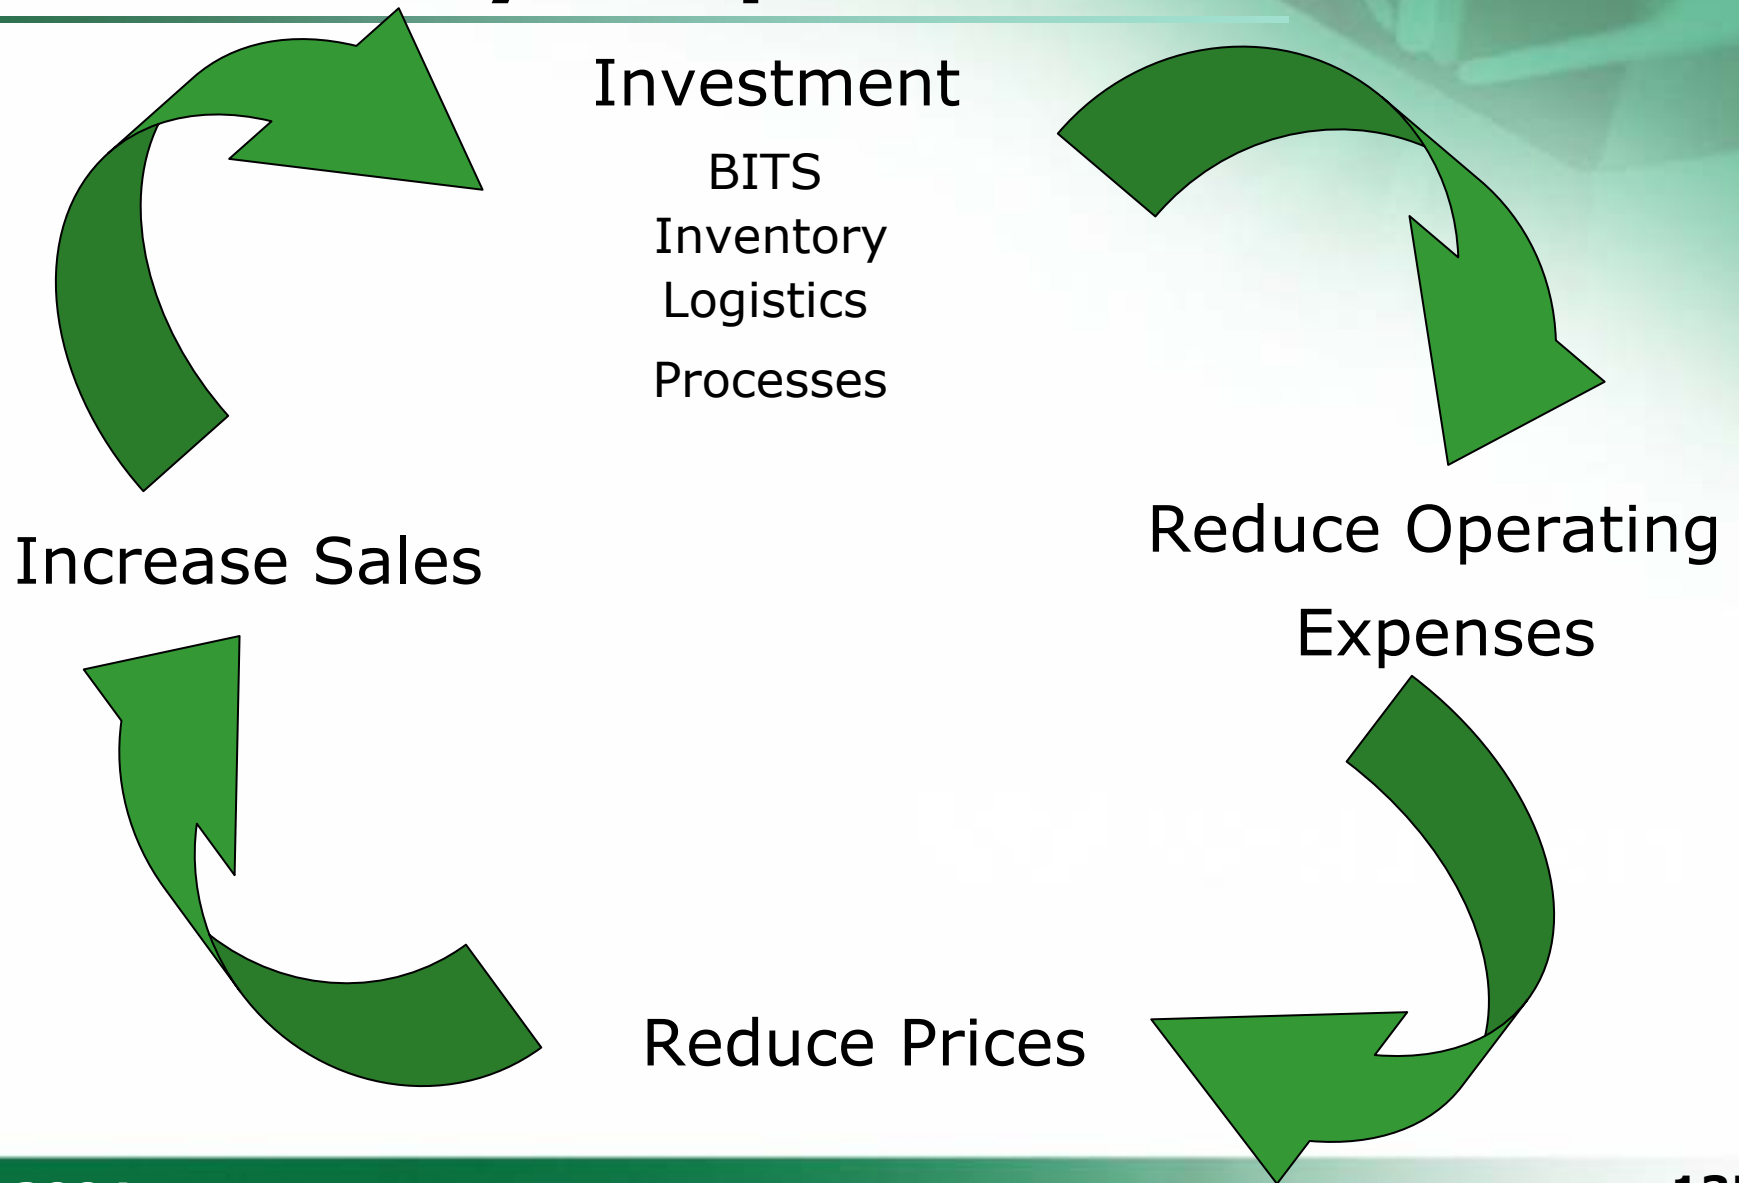 Investment
BITS
Inventory
Logistics
Processes
Reduce Operating
Expenses
Increase Sales
Reduce Prices